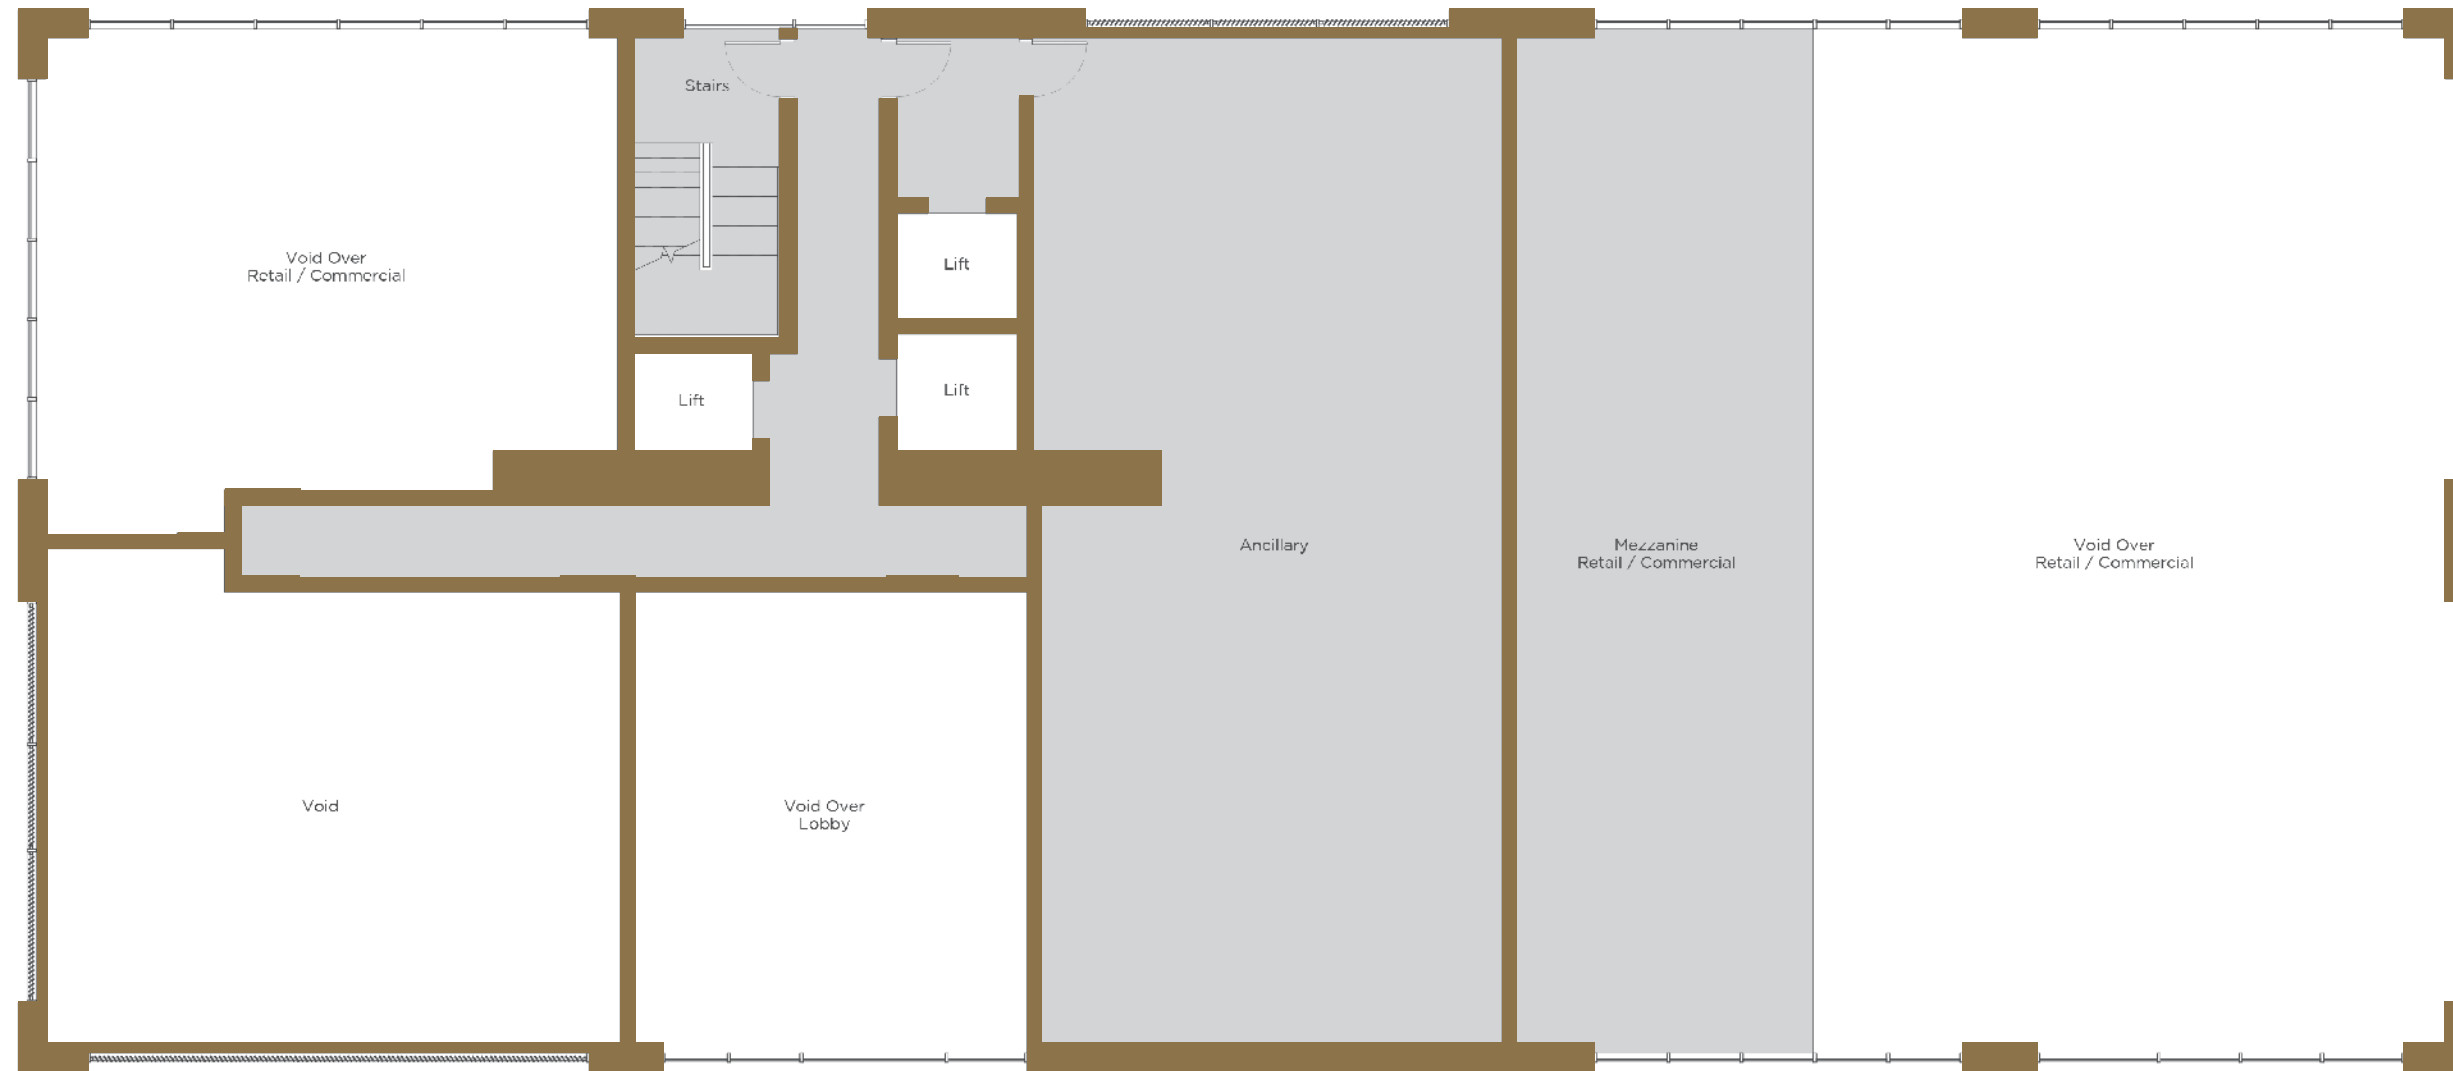 Stairs
Void Over
Retail / Commercial
Lift
Lift
Lift
Ancillary
Mezzanine
Retail / Commercial
Void Over
Retail / Commercial
Void
Void Over
Lobby